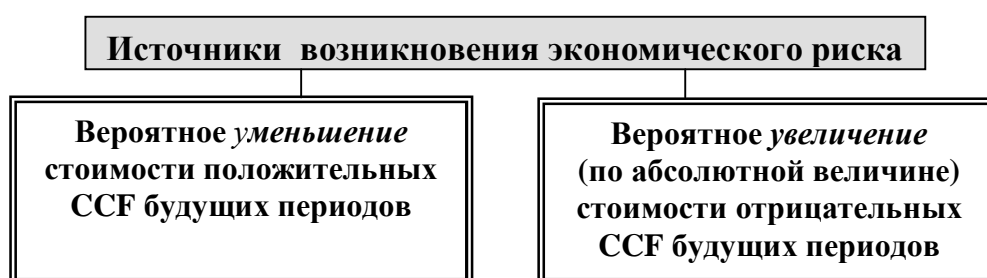 Источники возникновения экономического риска
Вероятное уменьшение
стоимости положительных
CCF будущих периодов
Вероятное увеличение
(по абсолютной величине)
стоимости отрицательных
CCF будущих периодов